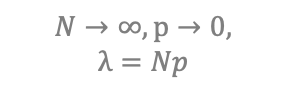 N → ∞, p → 0,
λ = Np